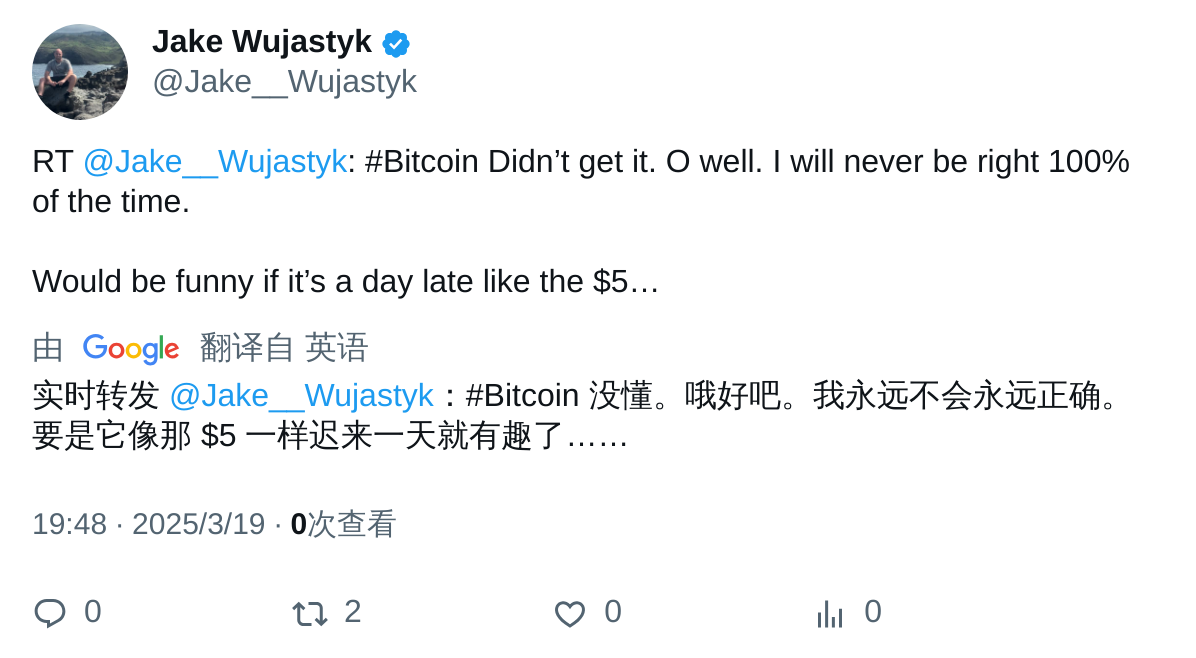 Jake Wujastyk
@Jake__Wujastyk
RT @Jake__Wujastyk: #Bitcoin Didn’t get it. O well. I will never be right 100%
of the time.
Would be funny if it’s a day late like the $5…
由 Google 翻译自 英语
实时转发 @Jake__Wujastyk：#Bitcoin 没懂。哦好吧。我永远不会永远正确。
要是它像那 $5 一样迟来一天就有趣了……
19:48 · 2025/3/19 · 0次查看
0 2 0 0